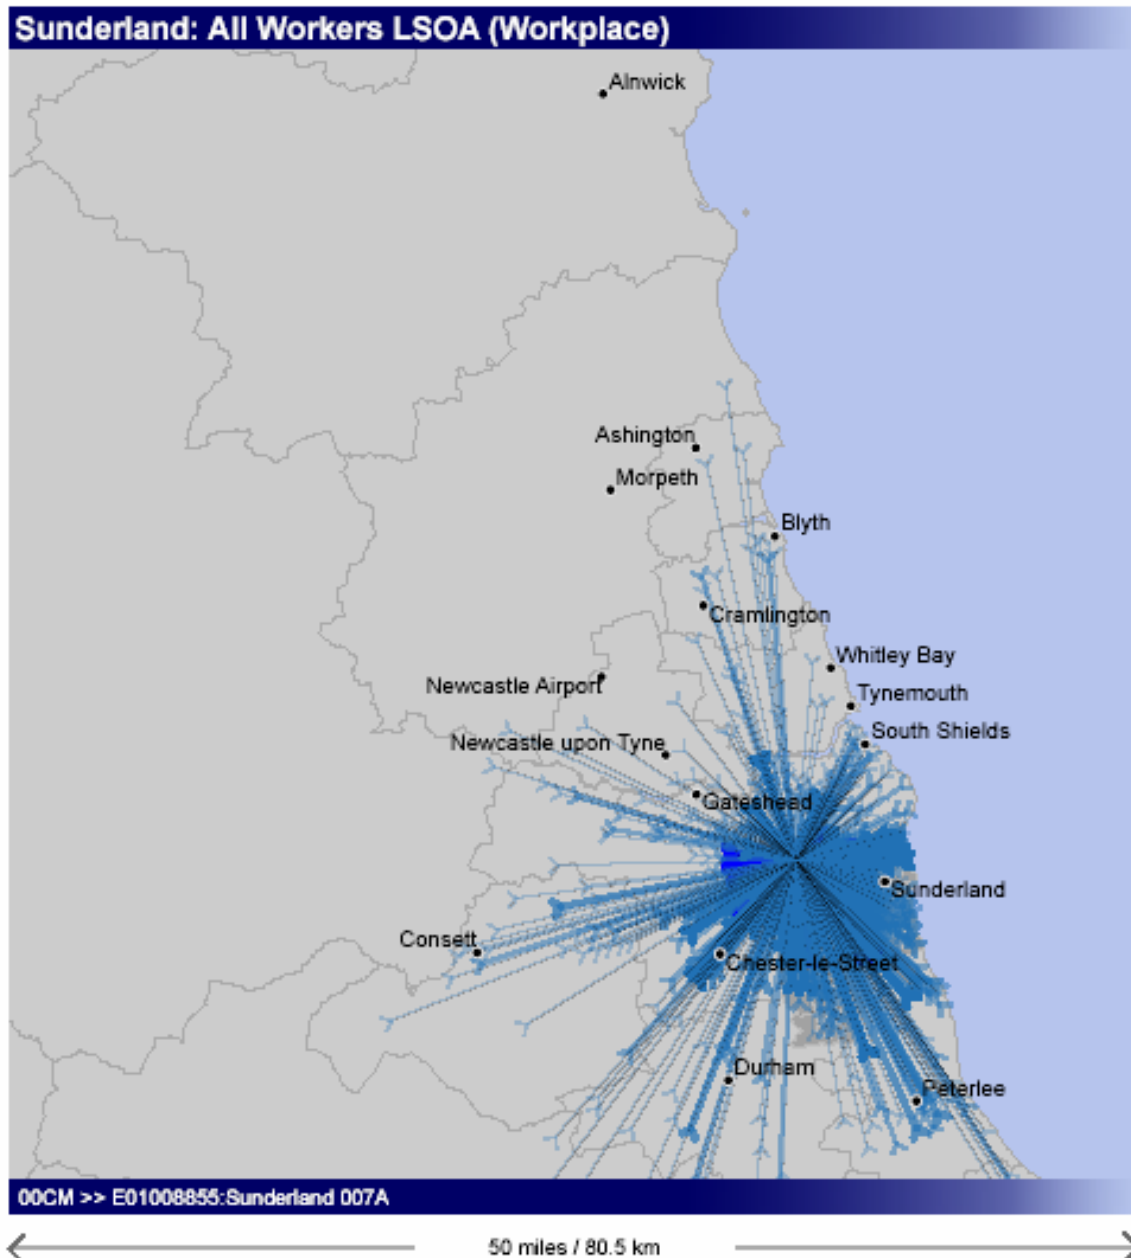 Sunderland: All Workers LSOA (Workplace)
Alnwick
Ashington
Morpeth
Blyth
Cramlington
Whitley Bay
Newcastle Airport
Tynemouth
South Shields
Newcastle upon Tyne
Gateshead
Sunderland
Consett
Chester-le-Street
Durham
Peterlee
00CM >> E01008855:Sunderland 007A
50 miles / 80.5 km